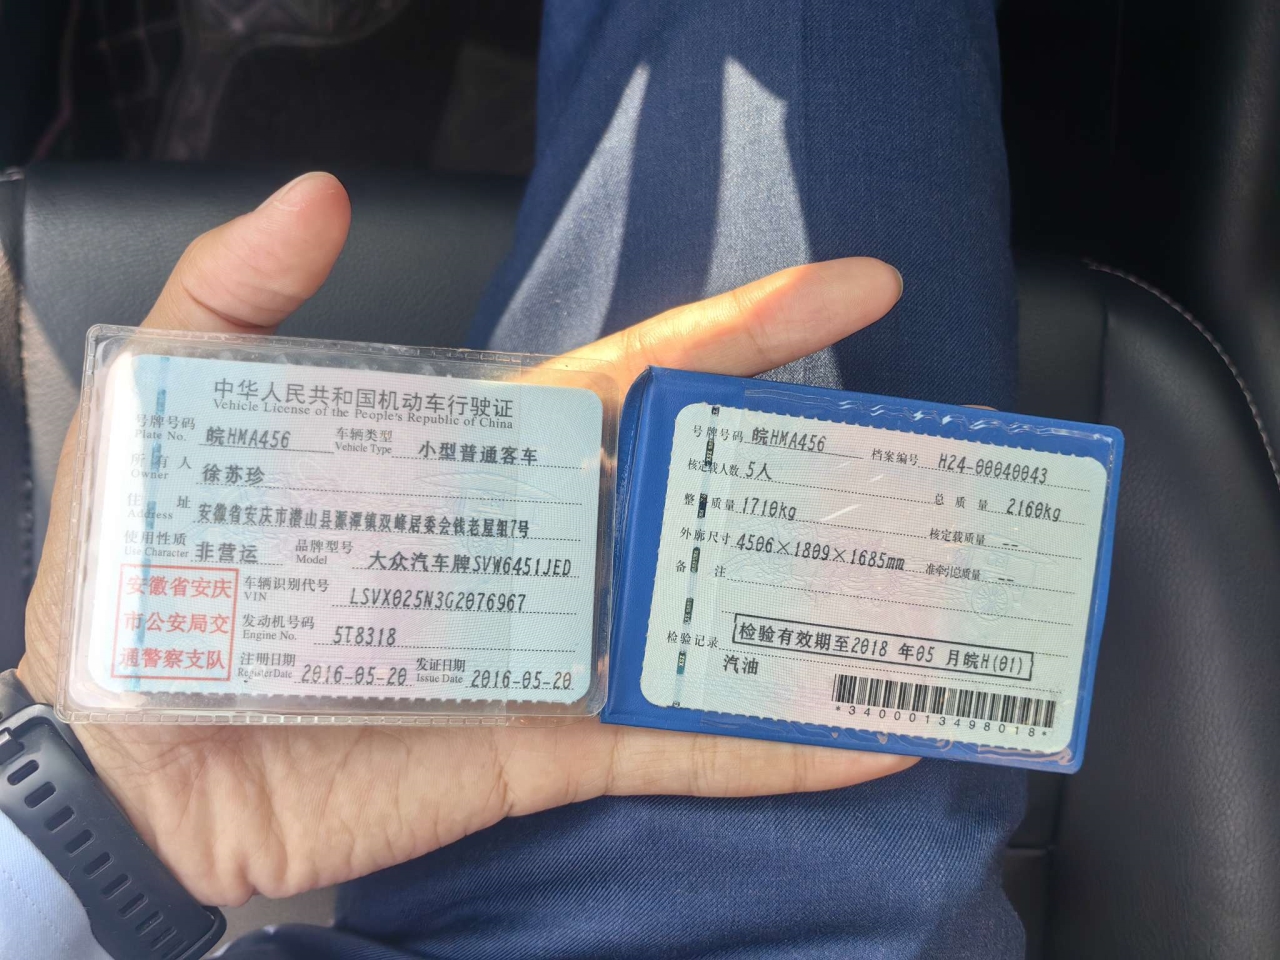 中华人民共和国机动车行驶证
Vehicle License of the People's Republic of China
号牌号码 皖HMA456 车辆类型 小型普通客车
Plate No. Vehicle Type
所有人 徐苏珍
Owner
住址 安徽省安庆市潜山县源潭镇双峰居委会钱老屋组7号
Address
使用性质 非营运 品牌型号 大众汽车牌SVW6451JED
Use Character Model
安徽省安庆
市公安局交
通警察支队
车辆识别代号 LSVX025N3G2076967
VIN
发动机号码 5T8318
Engine No.
注册日期 2016-05-20 发证日期 2016-05-20
Register Date Issue Date
号牌号码 皖HMA456 档案编号 H24-00040043
核定载人数 5人 总质量 2160kg
整备质量 1710kg 核定载质量 --
外廓尺寸 4506×1809×1685mm 准牵引总质量 --
备注
检验有效期至2018 年05 月皖H(01)
检验记录
汽油
*3400013498018*